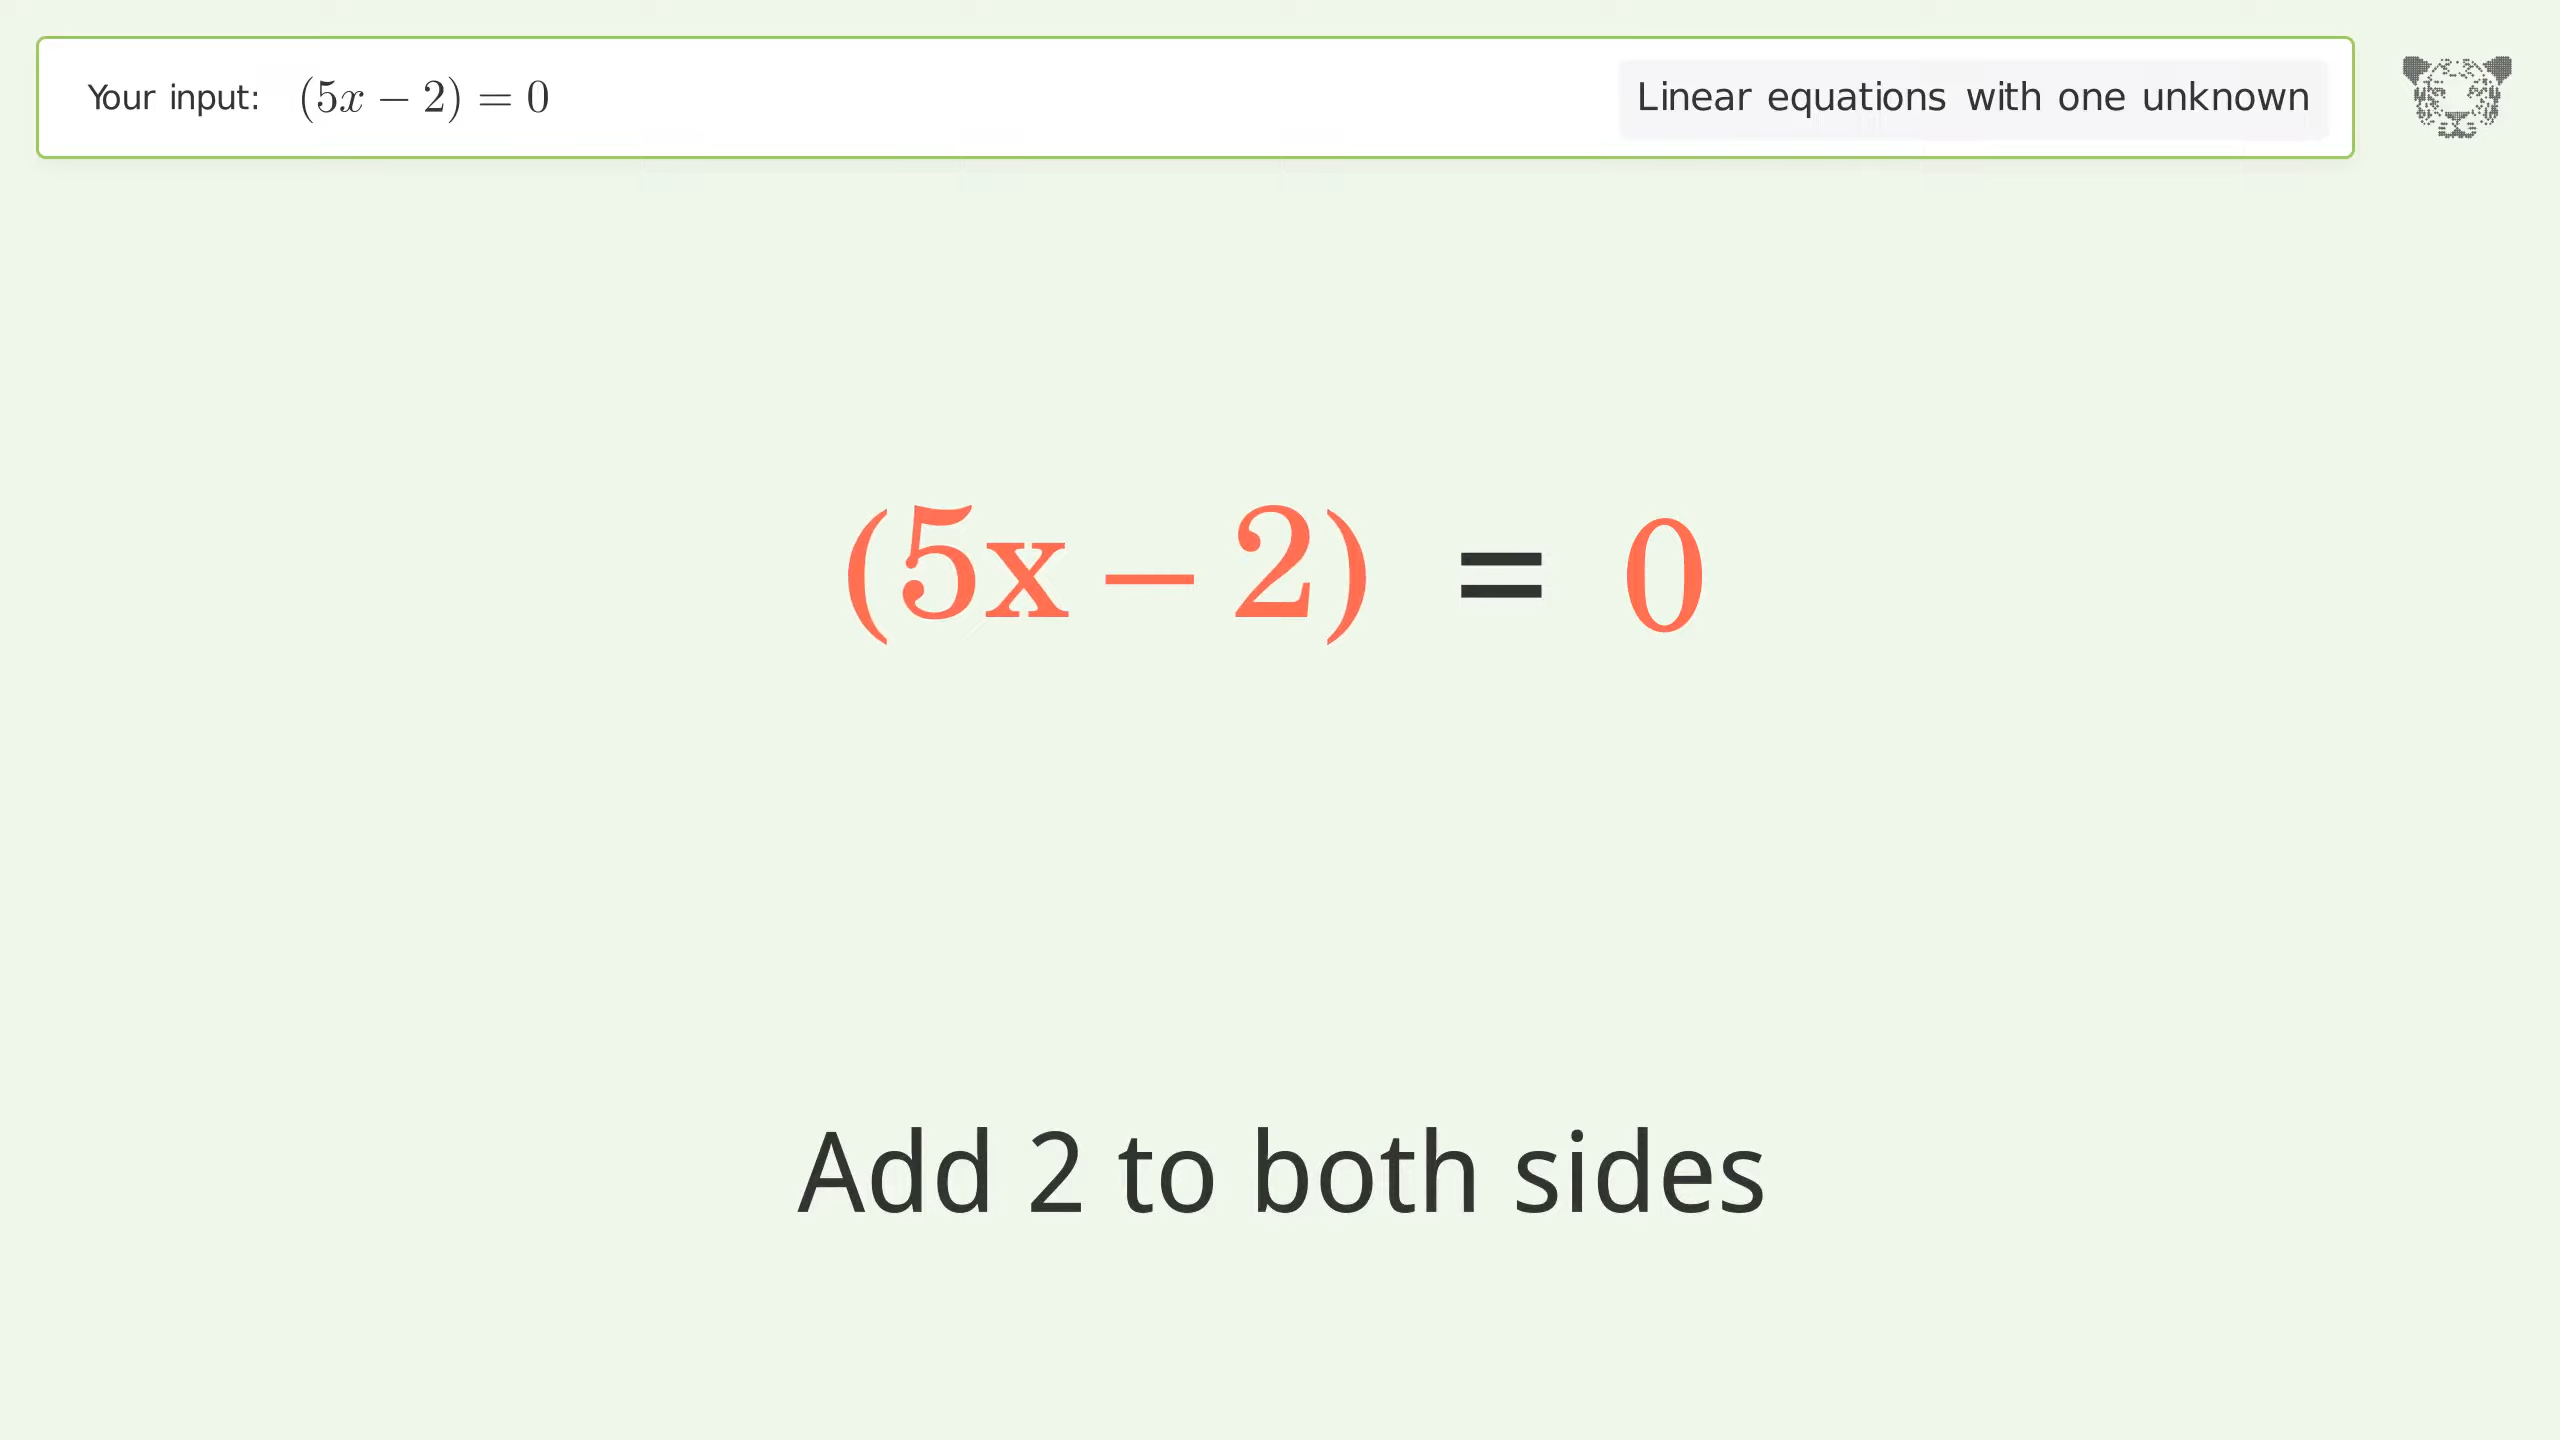 Your input: (5x − 2) = 0
Linear equations with one unknown
(5x − 2) = 0
Add 2 to both sides